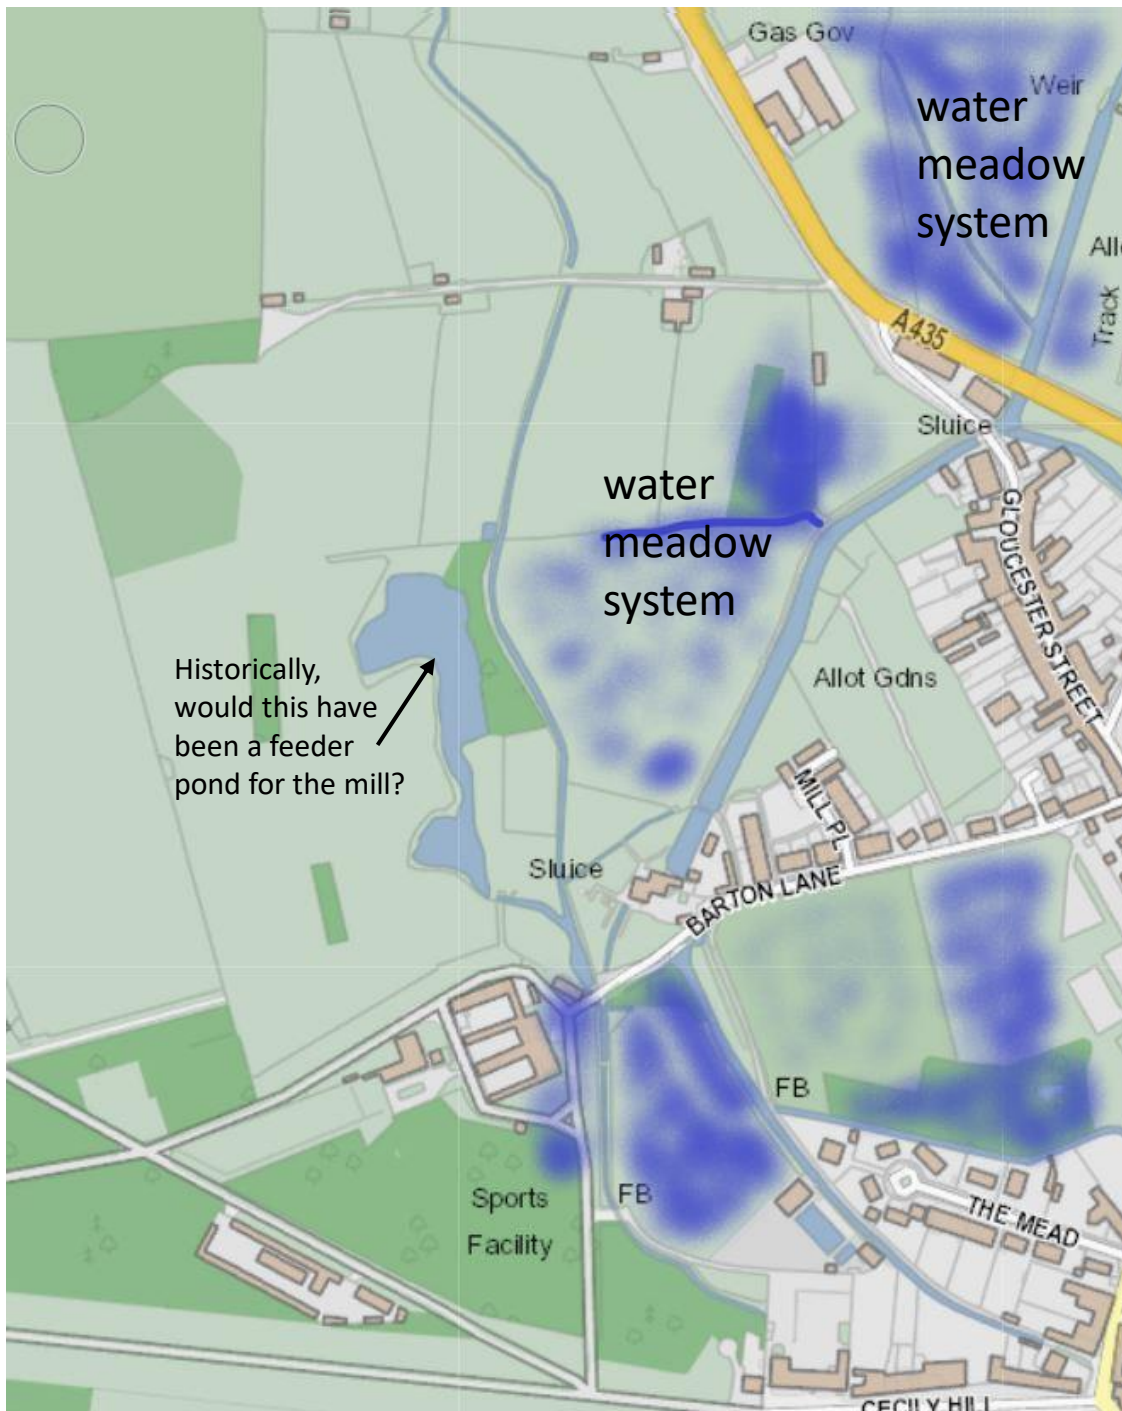 Gas Gov
Weir
water
meadow
system
Allo
Track
A435
Sluice
water
meadow
system
GLOUCESTER STREET
Historically,
would this have
been a feeder
pond for the mill?
Allot Gdns
MILL PL
Sluice
BARTON LANE
FB
Sports
Facility
FB
THE MEAD
CECILY HILL